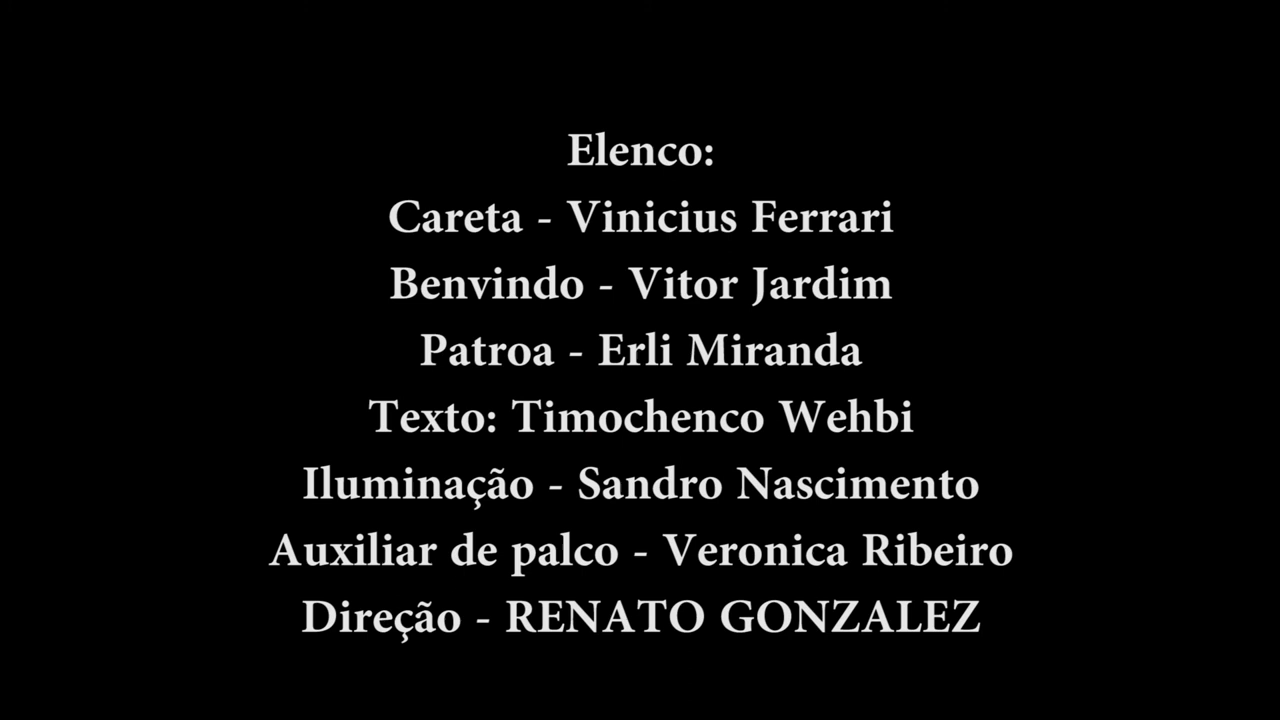 Elenco:
Careta - Vinicius Ferrari
Benvindo - Vitor Jardim
Patroa - Erli Miranda
Texto: Timochenco Wehbi
Iluminação - Sandro Nascimento
Auxiliar de palco - Veronica Ribeiro
Direção - RENATO GONZALEZ